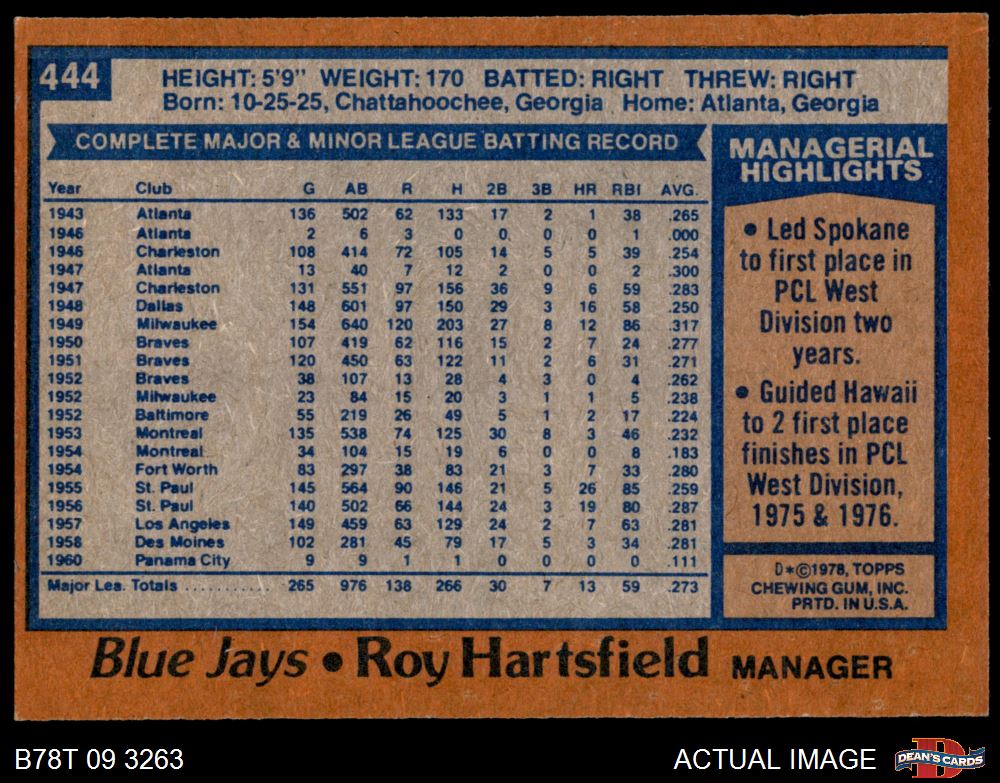 444
HEIGHT: 5'9" WEIGHT: 170 BATTED: RIGHT THREW: RIGHT
Born: 10-25-25, Chattahoochee, Georgia Home: Atlanta, Georgia
COMPLETE MAJOR & MINOR LEAGUE BATTING RECORD
Year Club G AB R H 2B 3B HR RBI AVG.
1943 Atlanta 136 502 62 133 17 2 1 38 .265
1946 Atlanta 2 6 3 0 0 0 0 1 .000
1946 Charleston 108 414 72 105 14 5 5 39 .254
1947 Atlanta 13 40 7 12 2 0 0 2 .300
1947 Charleston 131 551 97 156 36 9 6 59 .283
1948 Dallas 148 601 97 150 29 3 16 58 .250
1949 Milwaukee 154 640 120 203 27 8 12 86 .317
1950 Braves 107 419 62 116 15 2 7 24 .277
1951 Braves 120 450 63 122 11 2 6 31 .271
1952 Braves 38 107 13 28 4 3 0 4 .262
1952 Milwaukee 23 84 15 20 3 1 1 5 .238
1952 Baltimore 55 219 26 49 5 1 2 17 .224
1953 Montreal 135 538 74 125 30 8 3 46 .232
1954 Montreal 34 104 15 19 6 0 0 8 .183
1954 Fort Worth 83 297 38 83 21 3 7 33 .280
1955 St. Paul 145 564 90 146 21 5 26 85 .259
1956 St. Paul 140 502 66 144 24 3 19 80 .287
1957 Los Angeles 149 459 63 129 24 2 7 63 .281
1958 Des Moines 102 281 45 79 17 5 3 34 .281
1960 Panama City 9 9 1 1 0 0 0 0 .111
Major Lea. Totals ............ 265 976 138 266 30 7 13 59 .273
MANAGERIAL
HIGHLIGHTS
• Led Spokane
to first place in
PCL West
Division two
years.
• Guided Hawaii
to 2 first place
finishes in PCL
West Division,
1975 & 1976.
D*©1978, TOPPS
CHEWING GUM, INC.
PRTD. IN U.S.A.
Blue Jays • Roy Hartsfield MANAGER
B78T 09 3263
ACTUAL IMAGE
D
DEAN'S CARDS